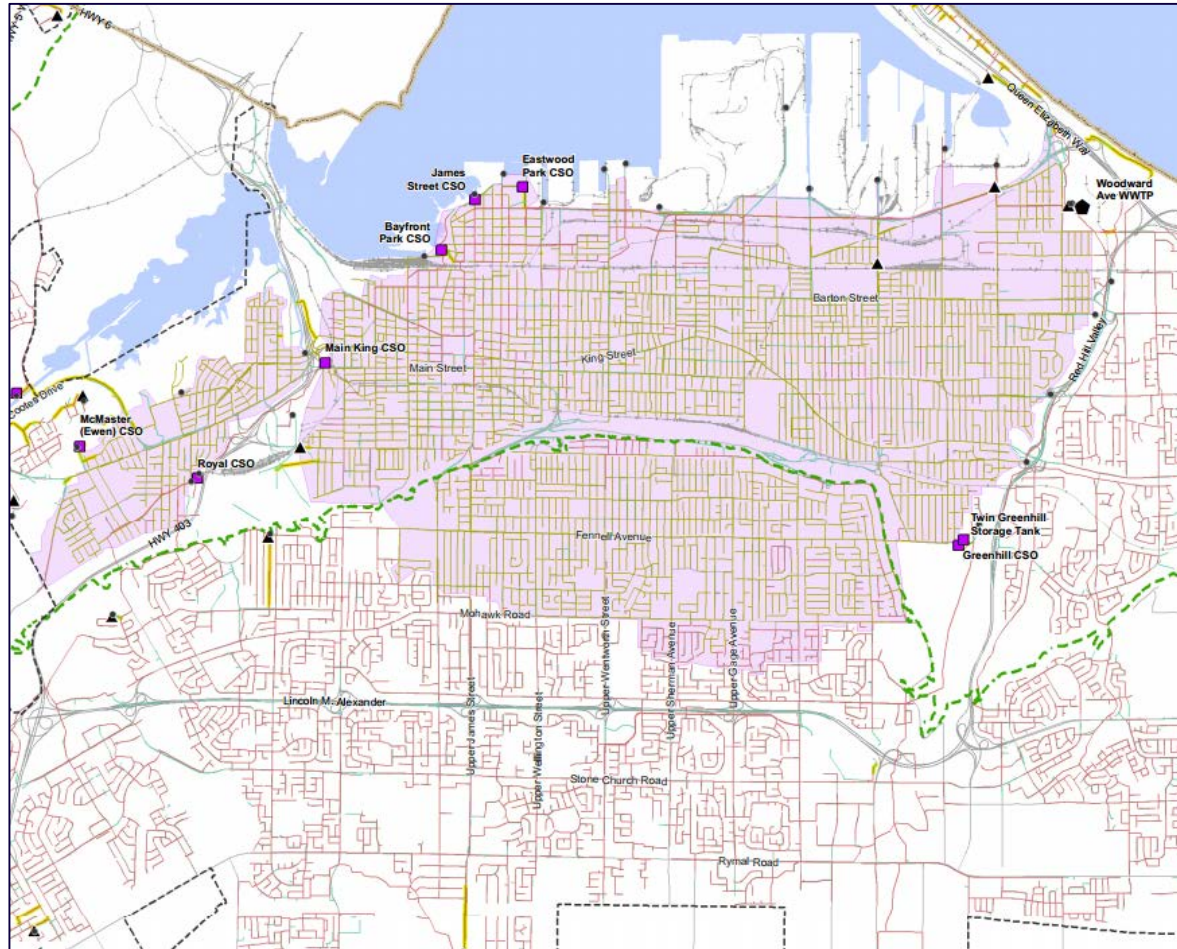 HWY 6
HWY 5
Queen Elizabeth Way
Eastwood
Park CSO
James
Street CSO
Woodward
Ave WWTP
Bayfront
Park CSO
Barton Street
Main King CSO
King Street
Main Street
Red Hill Valley
Cootes Drive
McMaster
(Ewen) CSO
Royal CSO
HWY 403
Twin Greenhill
Storage Tank
Greenhill CSO
Fennell Avenue
Mohawk Road
Upper Wentworth Street
Upper Sherman Avenue
Upper Gage Avenue
Lincoln M. Alexander
Upper James Street
Upper Wellington Street
Stone Church Road
Rymal Road